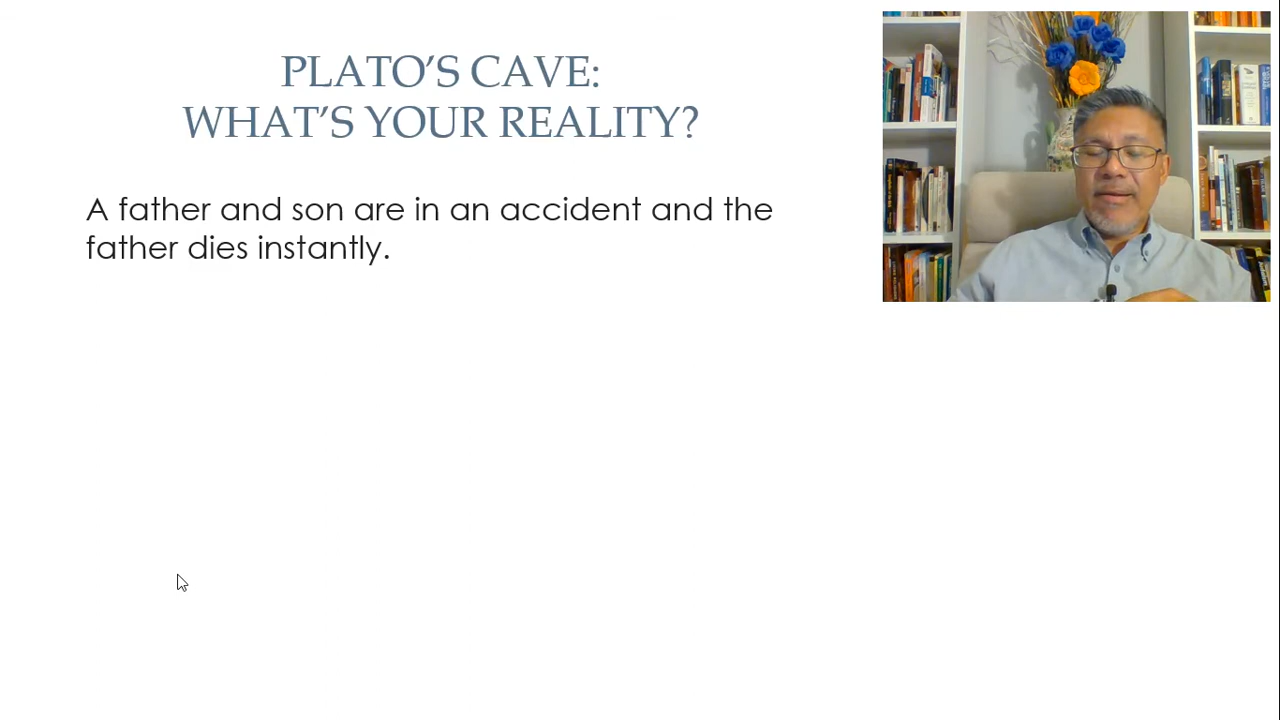 PLATO’S CAVE:
WHAT’S YOUR REALITY?
A father and son are in an accident and the
father dies instantly.